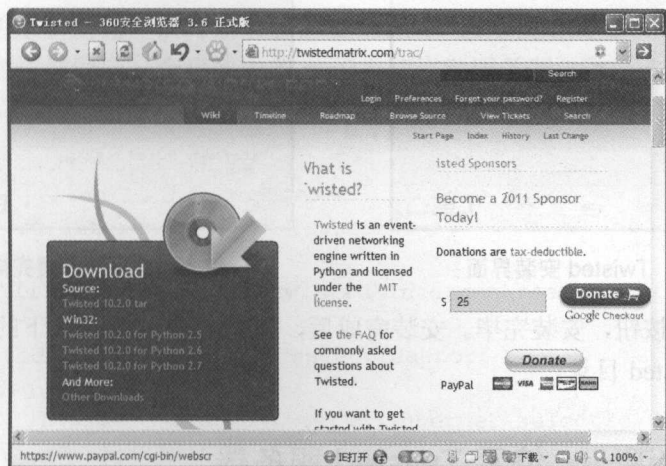 Twisted - 360安全浏览器 3.6 正式版
http://twistedmatrix.com/trac/
Search
Login Preferences Forgot your password? Register
Wiki Timeline Roadmap Browse Source View Tickets Search
Start Page Index History Last Change
Download
Source:
Twisted 10.2.0 tar
Win32:
Twisted 10.2.0 for Python 2.5
Twisted 10.2.0 for Python 2.6
Twisted 10.2.0 for Python 2.7
And More:
Other Downloads
What is
Twisted?
Twisted is an event-
driven networking
engine written in
Python and licensed
under the MIT
license.
See the FAQ for
commonly asked
questions about
Twisted.
If you want to get
started with Twisted
isted Sponsors
Become a 2011 Sponsor
Today!
Donations are tax-deductible.
$ 25
Donate
Google Checkout
Donate
PayPal
VISA
https://www.paypal.com/cgi-bin/webscr
IE打开
下载
100%